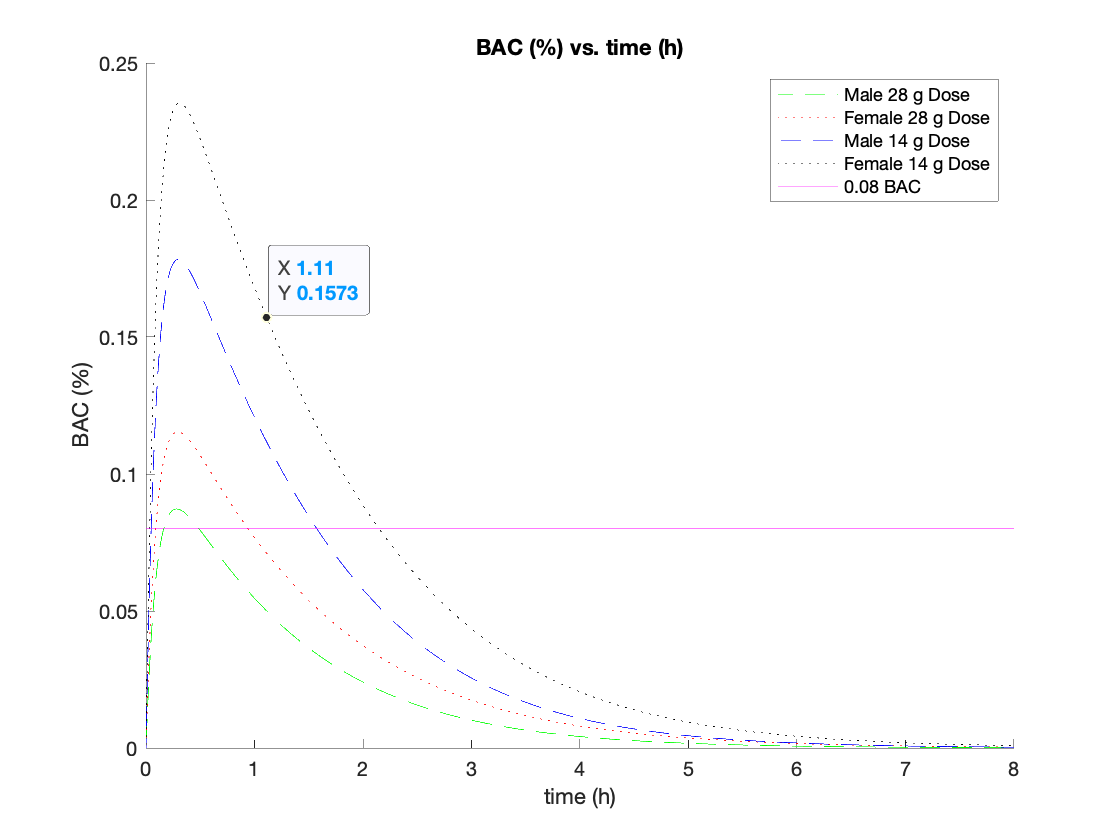 BAC (%) vs. time (h)
0.25
0.2
0.15
0.1
0.05
0
BAC (%)
Male 28 g Dose
Female 28 g Dose
Male 14 g Dose
Female 14 g Dose
0.08 BAC
X 1.11
Y 0.1573
0 1 2 3 4 5 6 7 8
time (h)